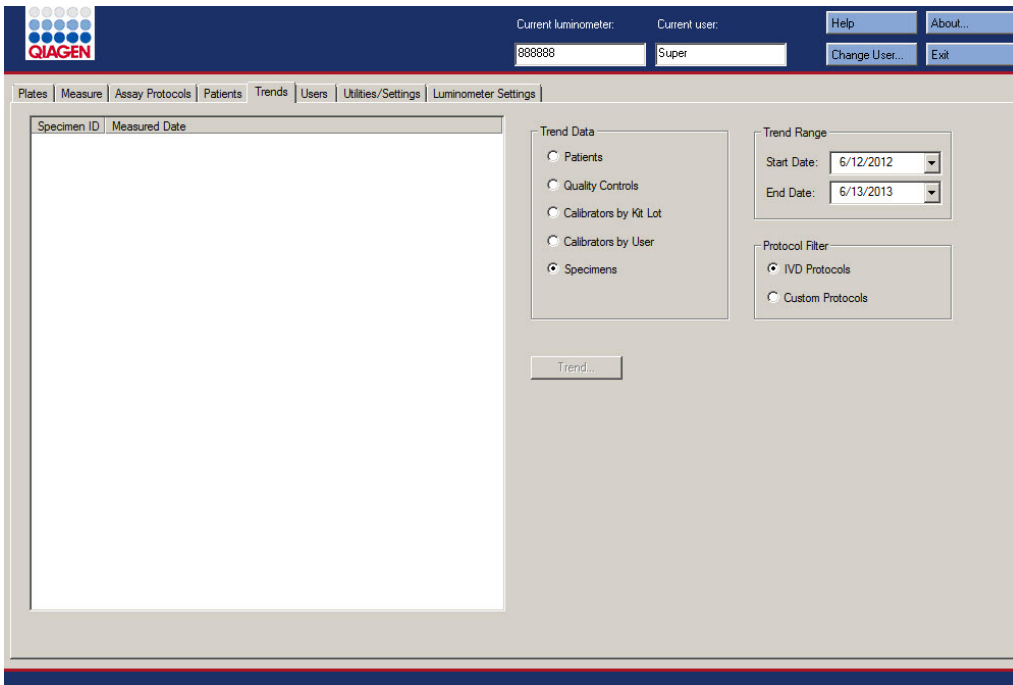 QIAGEN
Current luminometer: Current user:
888888 Super
Help About...
Change User... Exit
Plates Measure Assay Protocols Patients Trends Users Utilities/Settings Luminometer Settings
Specimen ID Measured Date
Trend Data
Patients
Quality Controls
Calibrators by Kit Lot
Calibrators by User
Specimens
Trend Range
Start Date: 6/12/2012
End Date: 6/13/2013
Protocol Filter
IVD Protocols
Custom Protocols
Trend...